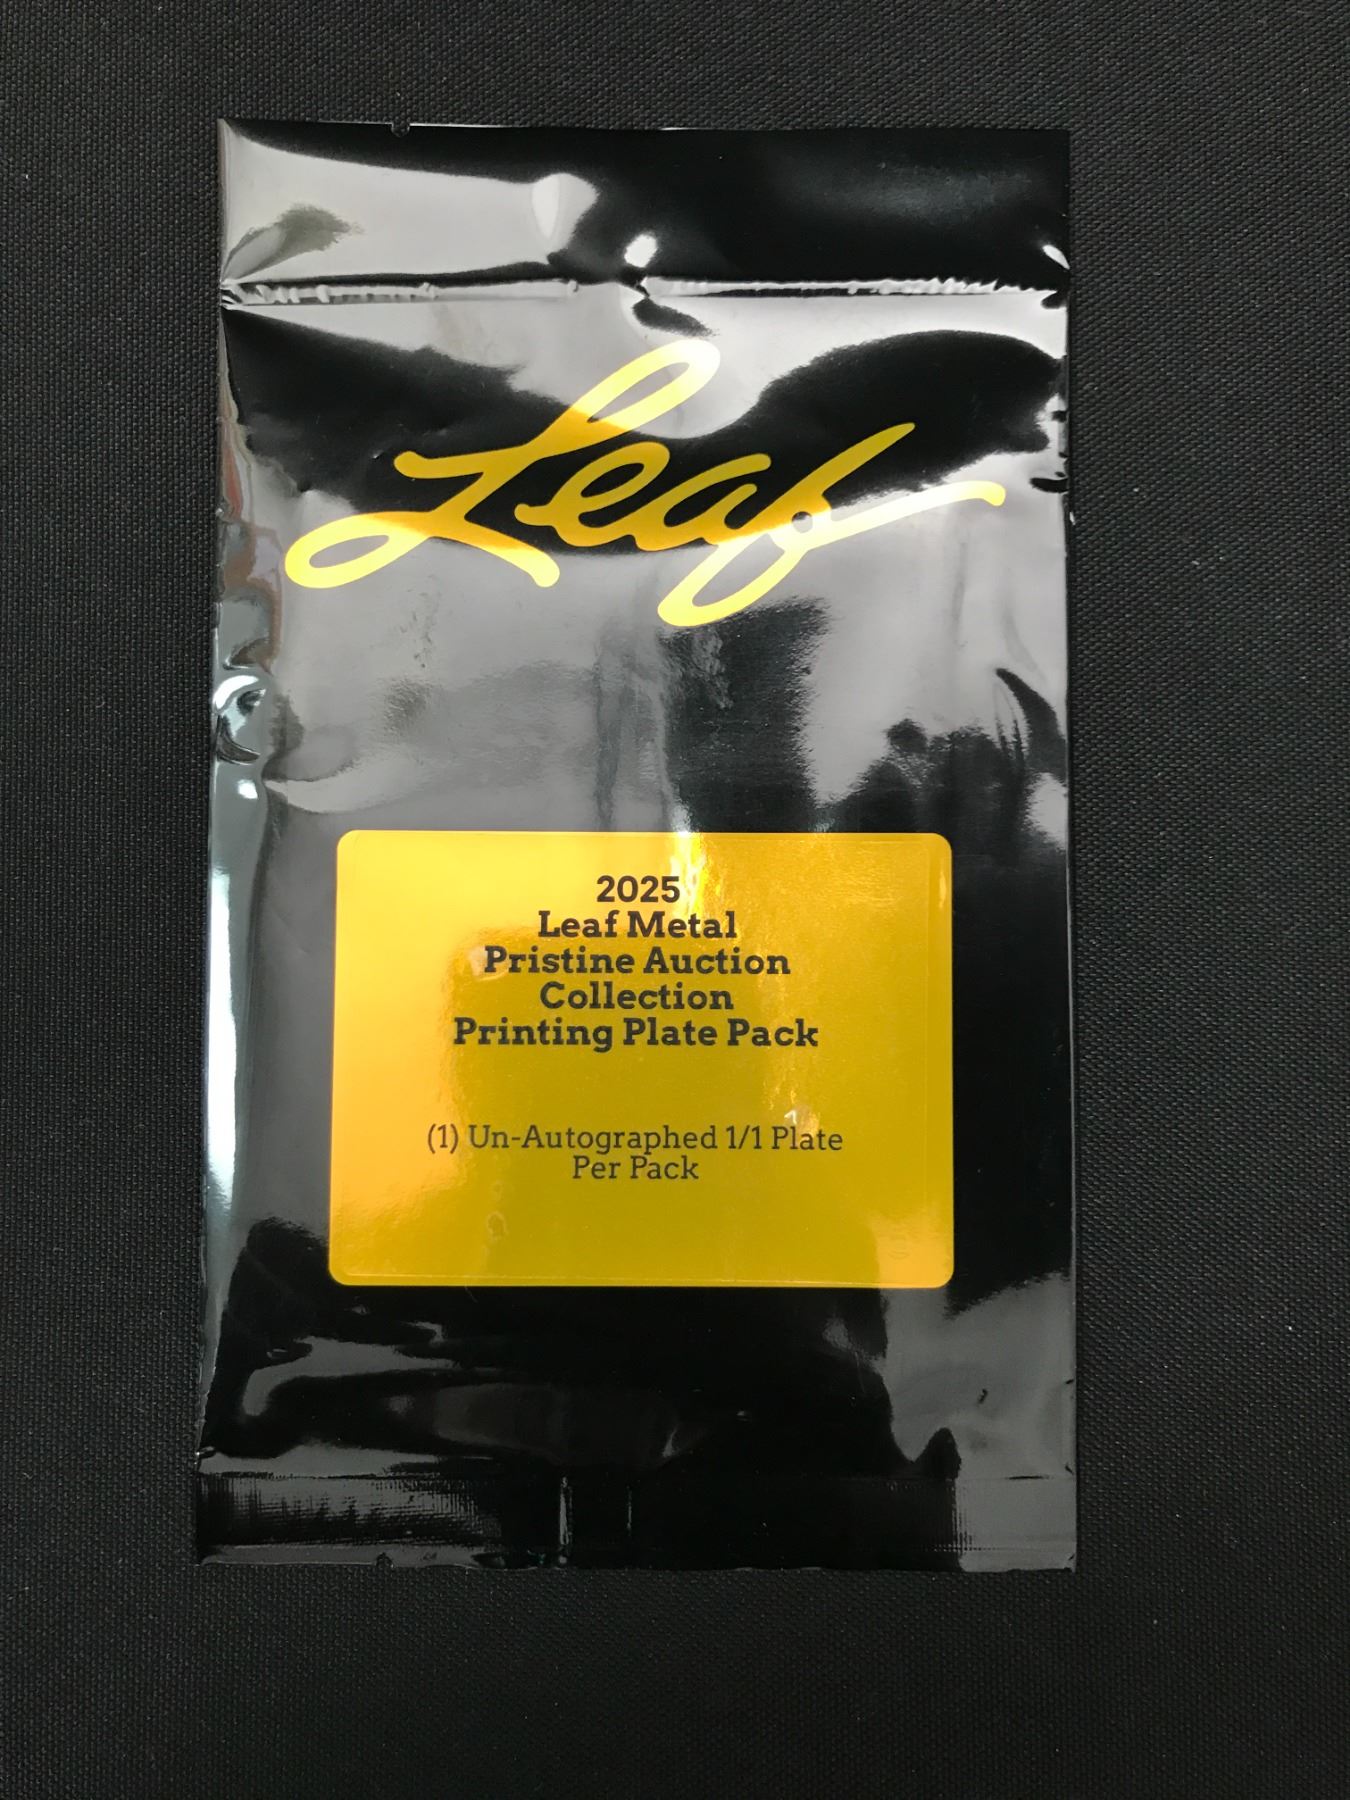 Leaf
2025
Leaf Metal
Pristine Auction
Collection
Printing Plate Pack
(1) Un-Autographed 1/1 Plate
Per Pack